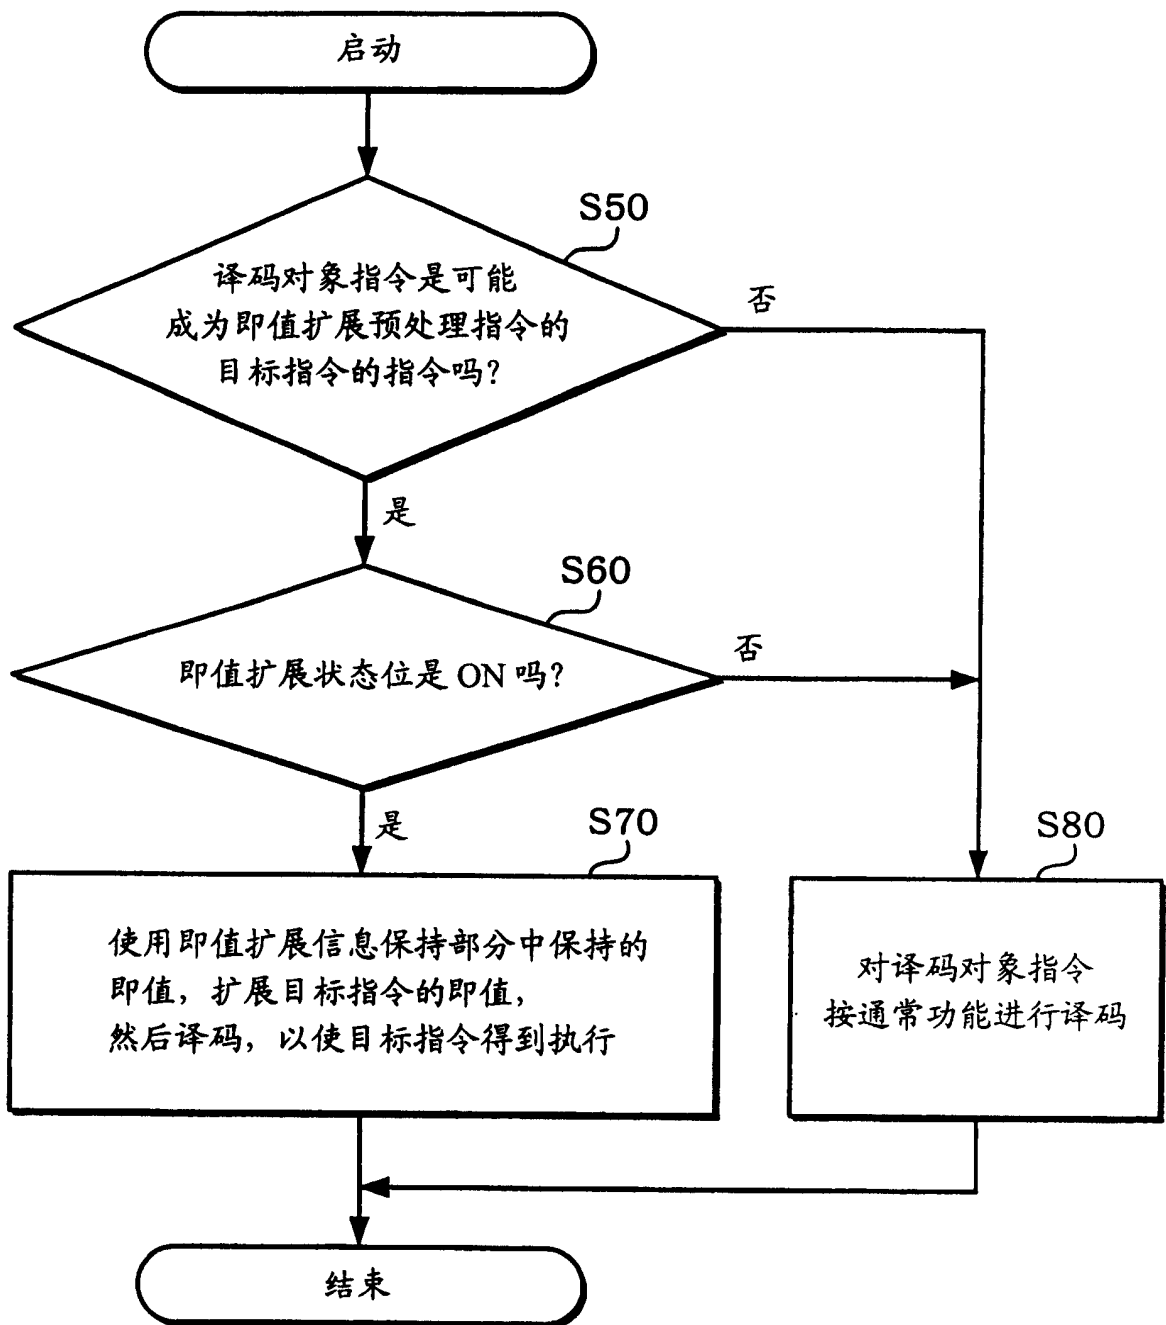 启动
S50
译码对象指令是可能
成为即值扩展预处理指令的
目标指令的指令吗？
否
是
S60
即值扩展状态位是 ON 吗？
否
是
S70
使用即值扩展信息保持部分中保持的
即值，扩展目标指令的即值，
然后译码，以使目标指令得到执行
S80
对译码对象指令
按通常功能进行译码
结束